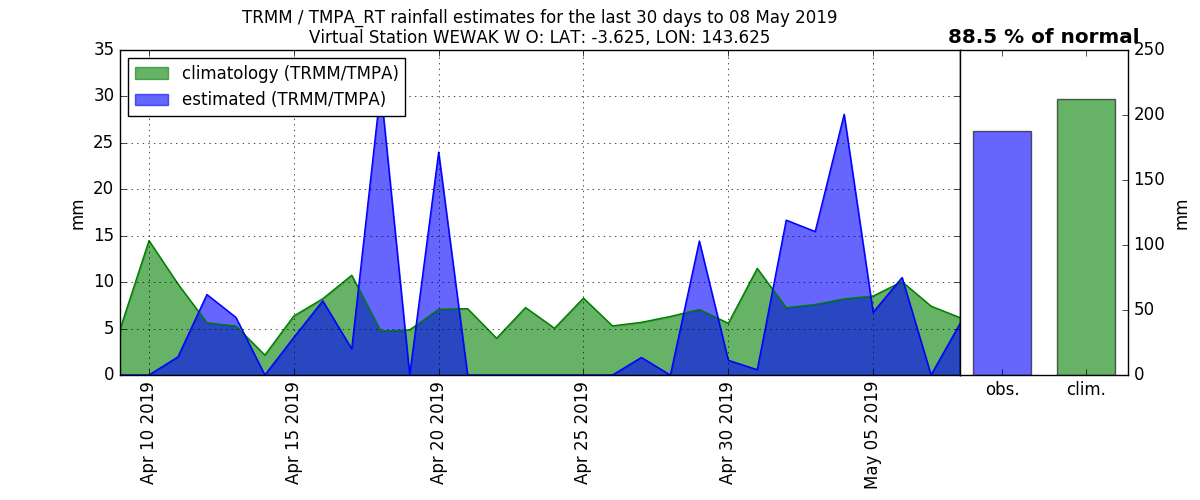 TRMM / TMPA_RT rainfall estimates for the last 30 days to 08 May 2019
Virtual Station WEWAK W O: LAT: -3.625, LON: 143.625
88.5 % of normal
climatology (TRMM/TMPA)
estimated (TRMM/TMPA)
35
30
25
20
15
10
5
0
mm
250
200
150
100
50
0
mm
Apr 10 2019
Apr 15 2019
Apr 20 2019
Apr 25 2019
Apr 30 2019
May 05 2019
obs.
clim.